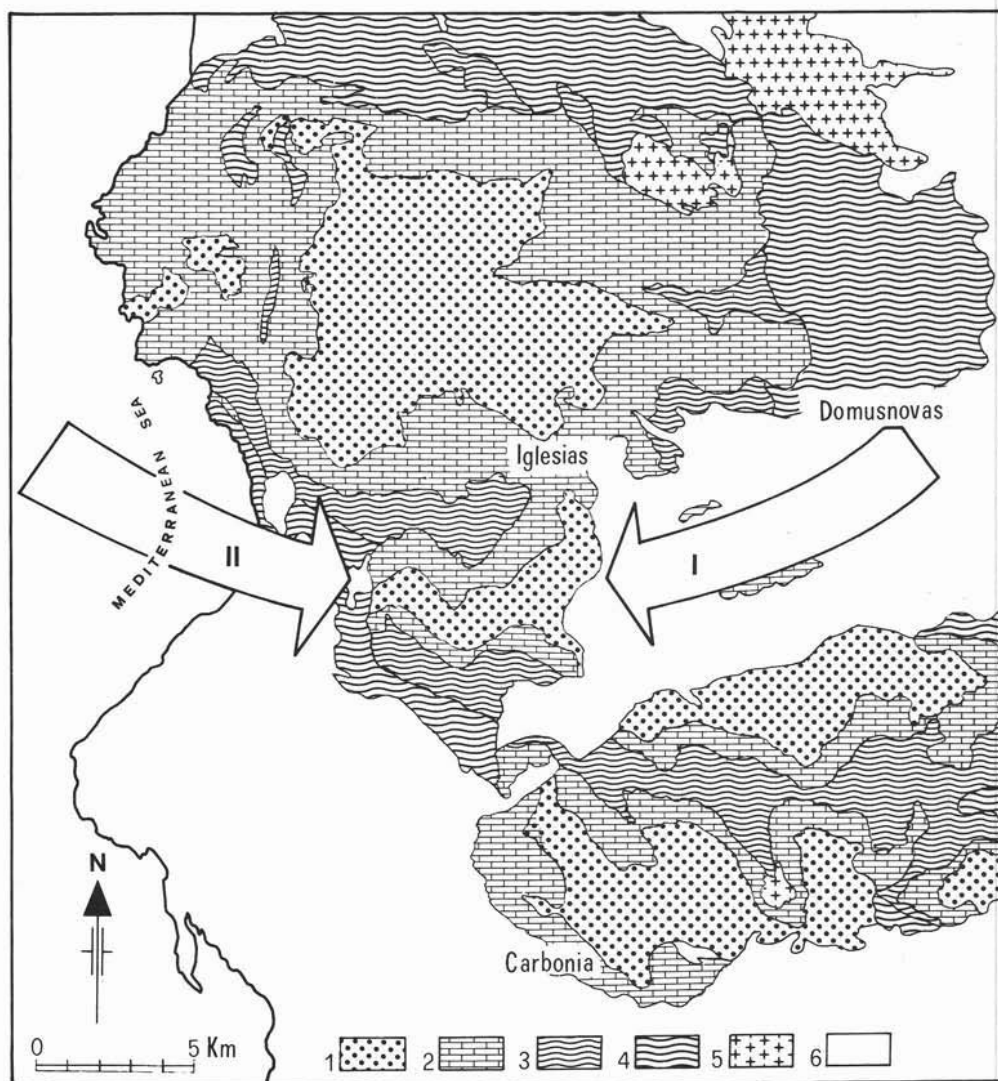 Domusnovas
Iglesias
MEDITERRANEAN SEA
II
I
N
Carbonia
0 5 Km
1 2 3 4 5 6